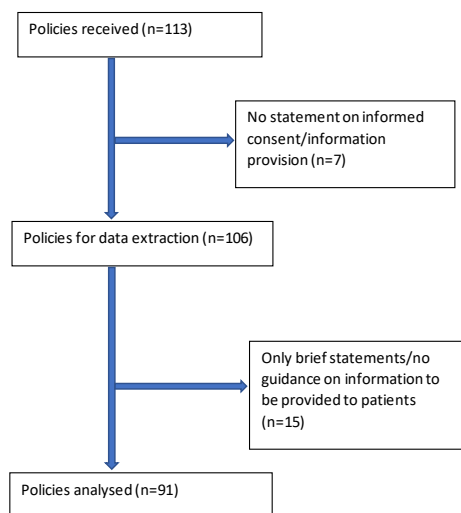 Policies received (n=113)
No statement on informed
consent/information
provision (n=7)
Policies for data extraction (n=106)
Only brief statements/no
guidance on information to
be provided to patients
(n=15)
Policies analysed (n=91)